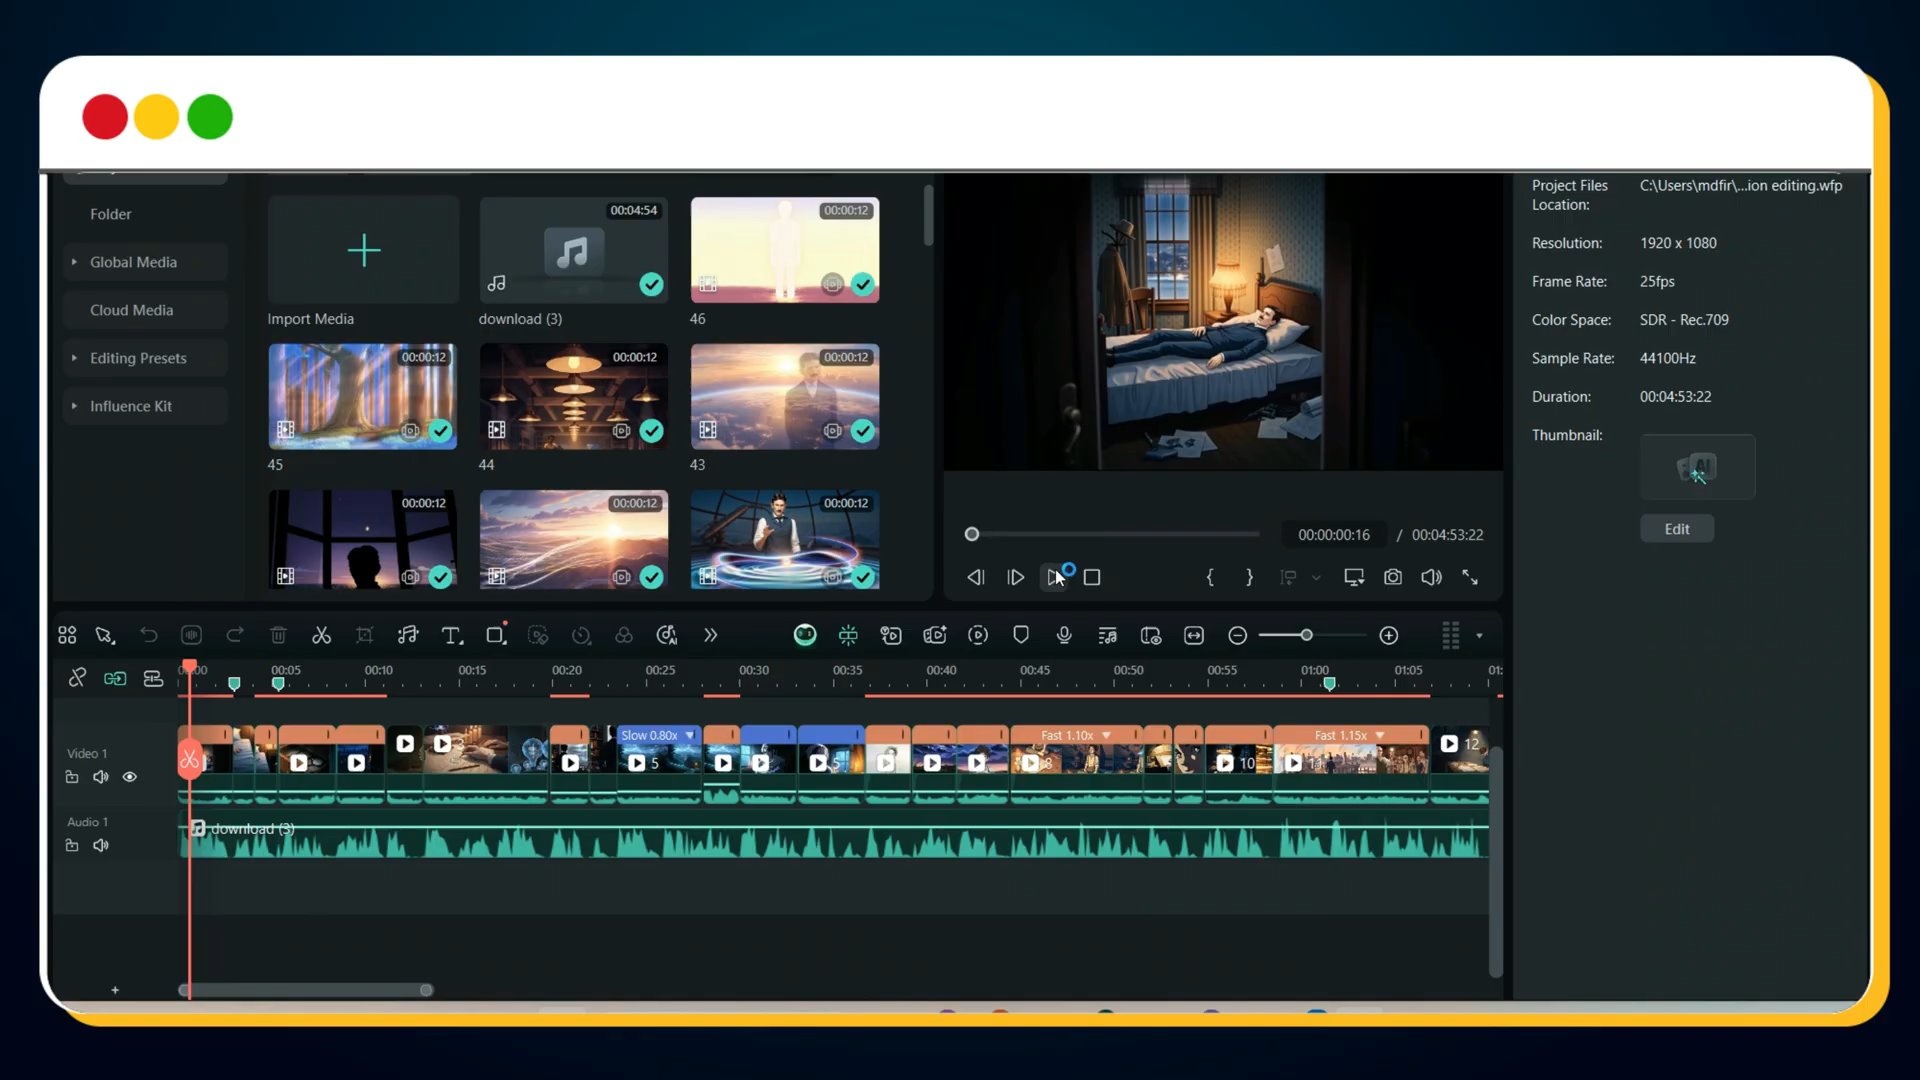 Project Files
Location:
C:\Users\mdfir\...ion editing.wfp
Resolution:
1920 x 1080
Frame Rate:
25fps
Color Space:
SDR - Rec.709
Sample Rate:
44100Hz
Duration:
00:04:53:22
Thumbnail:
AI
Edit
Folder
Global Media
Cloud Media
Editing Presets
Influence Kit
Import Media
00:04:54
download (3)
00:00:12
46
00:00:12
45
00:00:12
44
00:00:12
43
00:00:12
00:00:12
00:00:12
00:00:00:16 / 00:04:53:22
00:05 00:10 00:15 00:20 00:25 00:30 00:35 00:40 00:45 00:50 00:55 01:00 01:05
Video 1
Slow 0.80x
Fast 1.10x
Fast 1.15x
5
10
12
Audio 1
download (3)